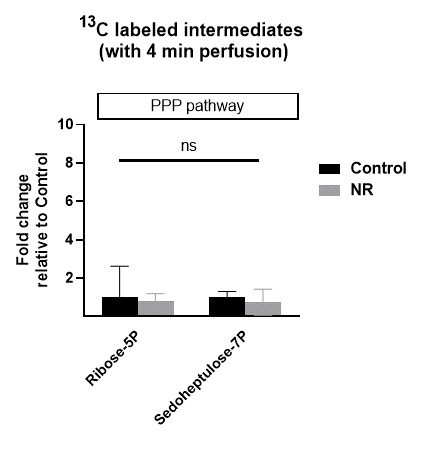 ¹³C labeled intermediates
(with 4 min perfusion)
PPP pathway
ns
Control
NR
Fold change
relative to Control
10
8
6
4
2
Ribose-5P
Sedoheptulose-7P